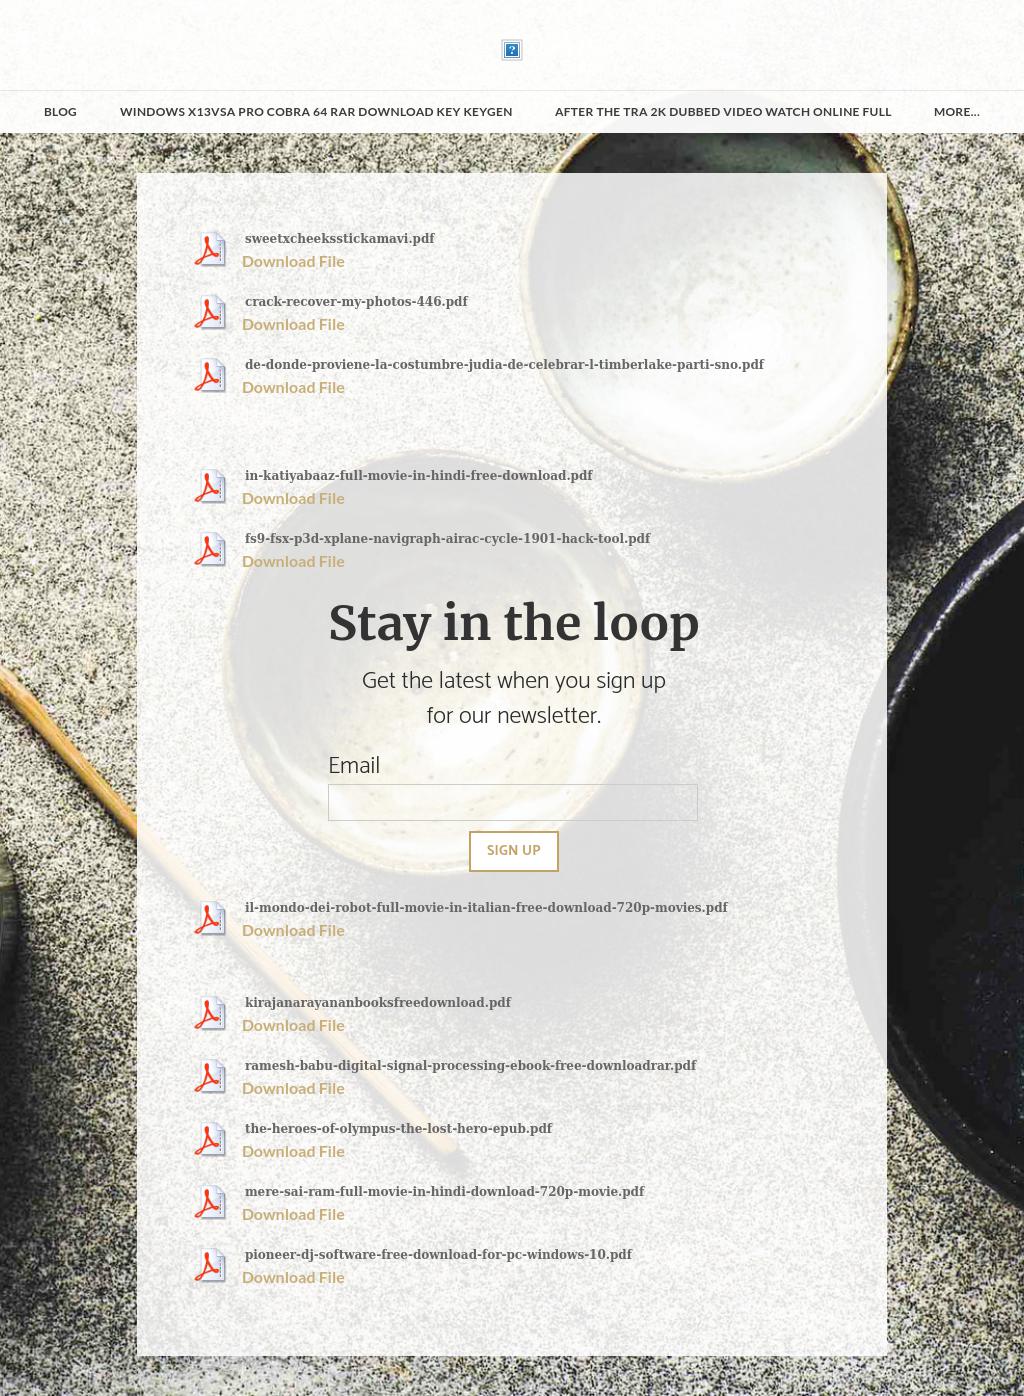 BLOG
WINDOWS X13VSA PRO COBRA 64 RAR DOWNLOAD KEY KEYGEN
AFTER THE TRA 2K DUBBED VIDEO WATCH ONLINE FULL
MORE...
sweetxcheeksstickamavi.pdf
Download File
crack-recover-my-photos-446.pdf
Download File
de-donde-proviene-la-costumbre-judia-de-celebrar-l-timberlake-parti-sno.pdf
Download File
in-katiyabaaz-full-movie-in-hindi-free-download.pdf
Download File
fs9-fsx-p3d-xplane-navigraph-airac-cycle-1901-hack-tool.pdf
Download File
Stay in the loop
Get the latest when you sign up
for our newsletter.
Email
SIGN UP
il-mondo-dei-robot-full-movie-in-italian-free-download-720p-movies.pdf
Download File
kirajanarayananbooksfreedownload.pdf
Download File
ramesh-babu-digital-signal-processing-ebook-free-downloadrar.pdf
Download File
the-heroes-of-olympus-the-lost-hero-epub.pdf
Download File
mere-sai-ram-full-movie-in-hindi-download-720p-movie.pdf
Download File
pioneer-dj-software-free-download-for-pc-windows-10.pdf
Download File